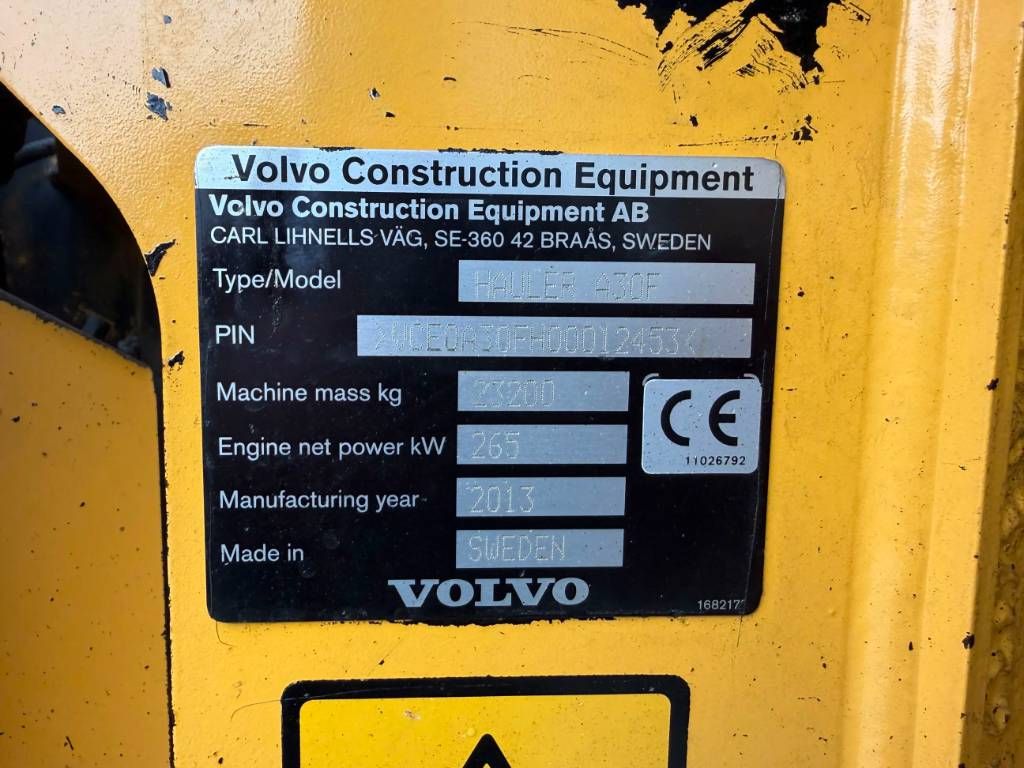 Volvo Construction Equipment
Volvo Construction Equipment AB
CARL LIHNELLS VÄG, SE-360 42 BRAÅS, SWEDEN
Type/Model HAULER A30F
PIN >VCE0A30FH00012453<
Machine mass kg 23200
CE
11026792
Engine net power kW 265
Manufacturing year 2013
Made in SWEDEN
VOLVO